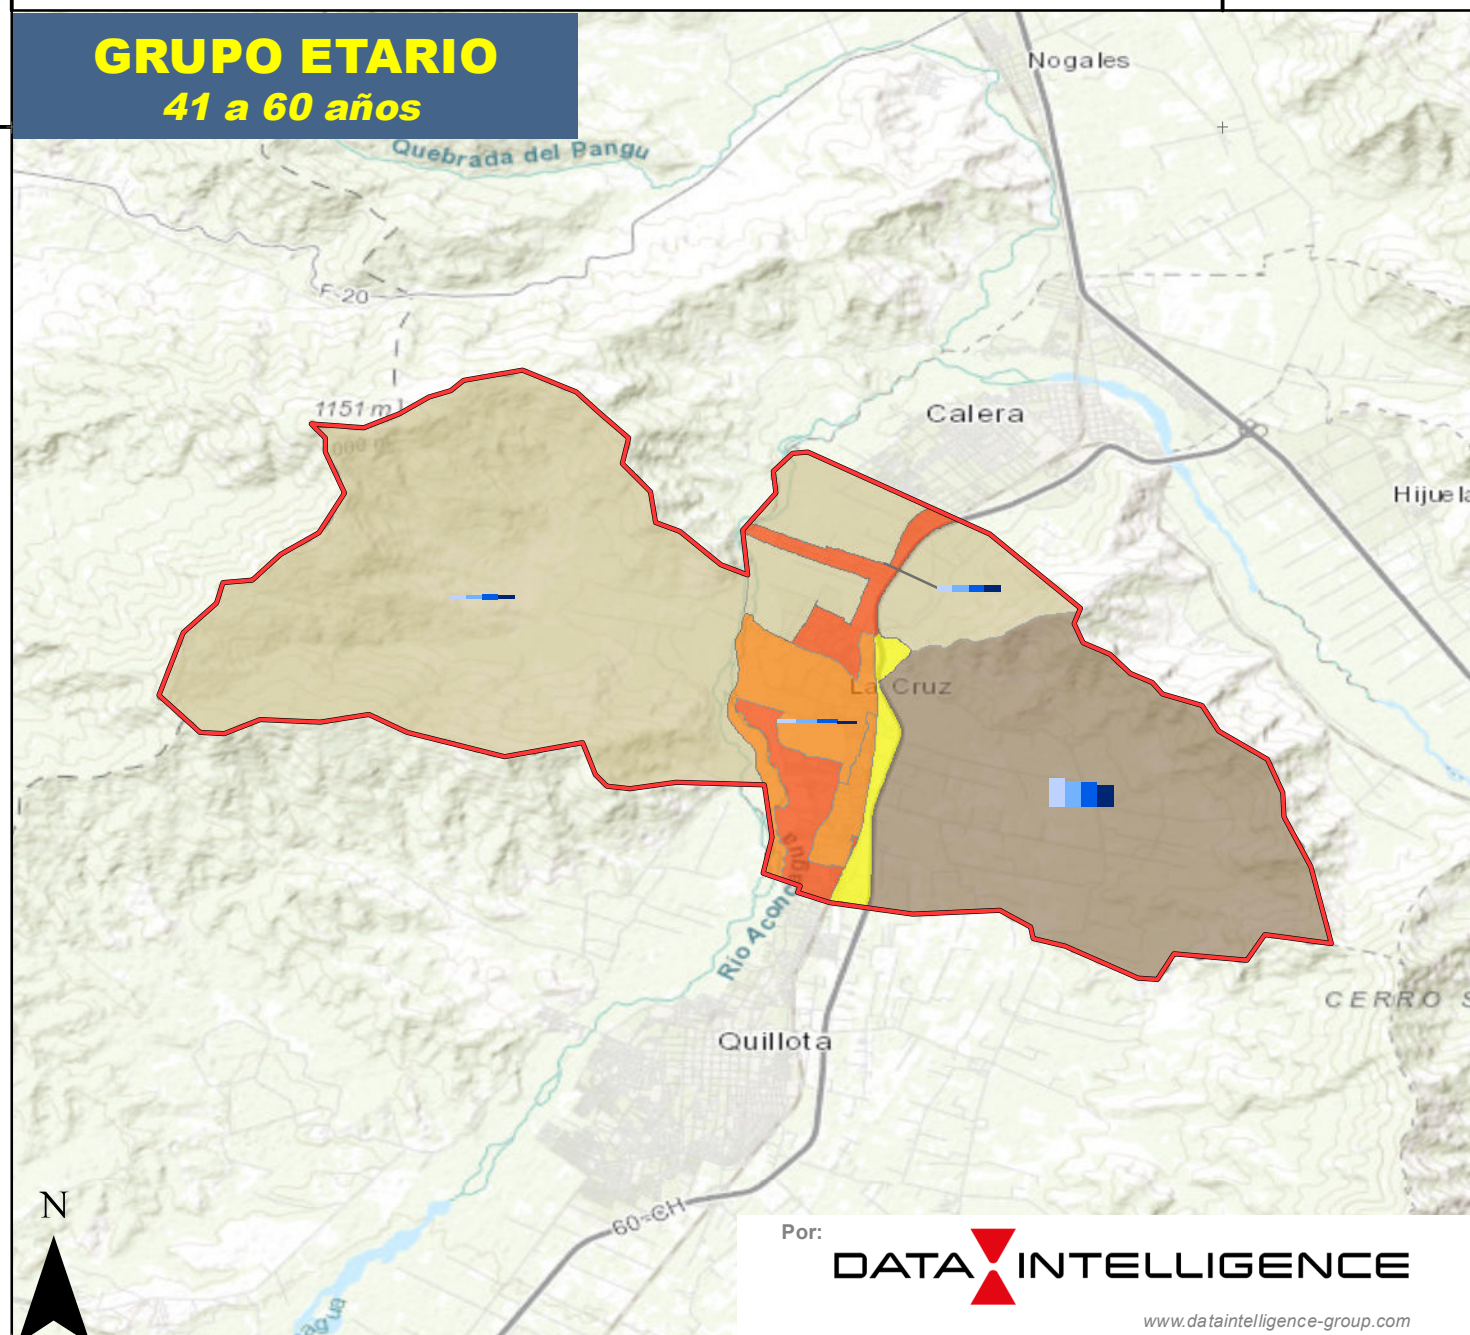 GRUPO ETARIO
41 a 60 años
Nogales
Quebrada del Pangu
F-20
1151 m
Calera
Hijuela
La Cruz
Río Aconcagua
CERRO S
Quillota
60-CH
N
Por:
DATA INTELLIGENCE
www.dataintelligence-group.com
agua